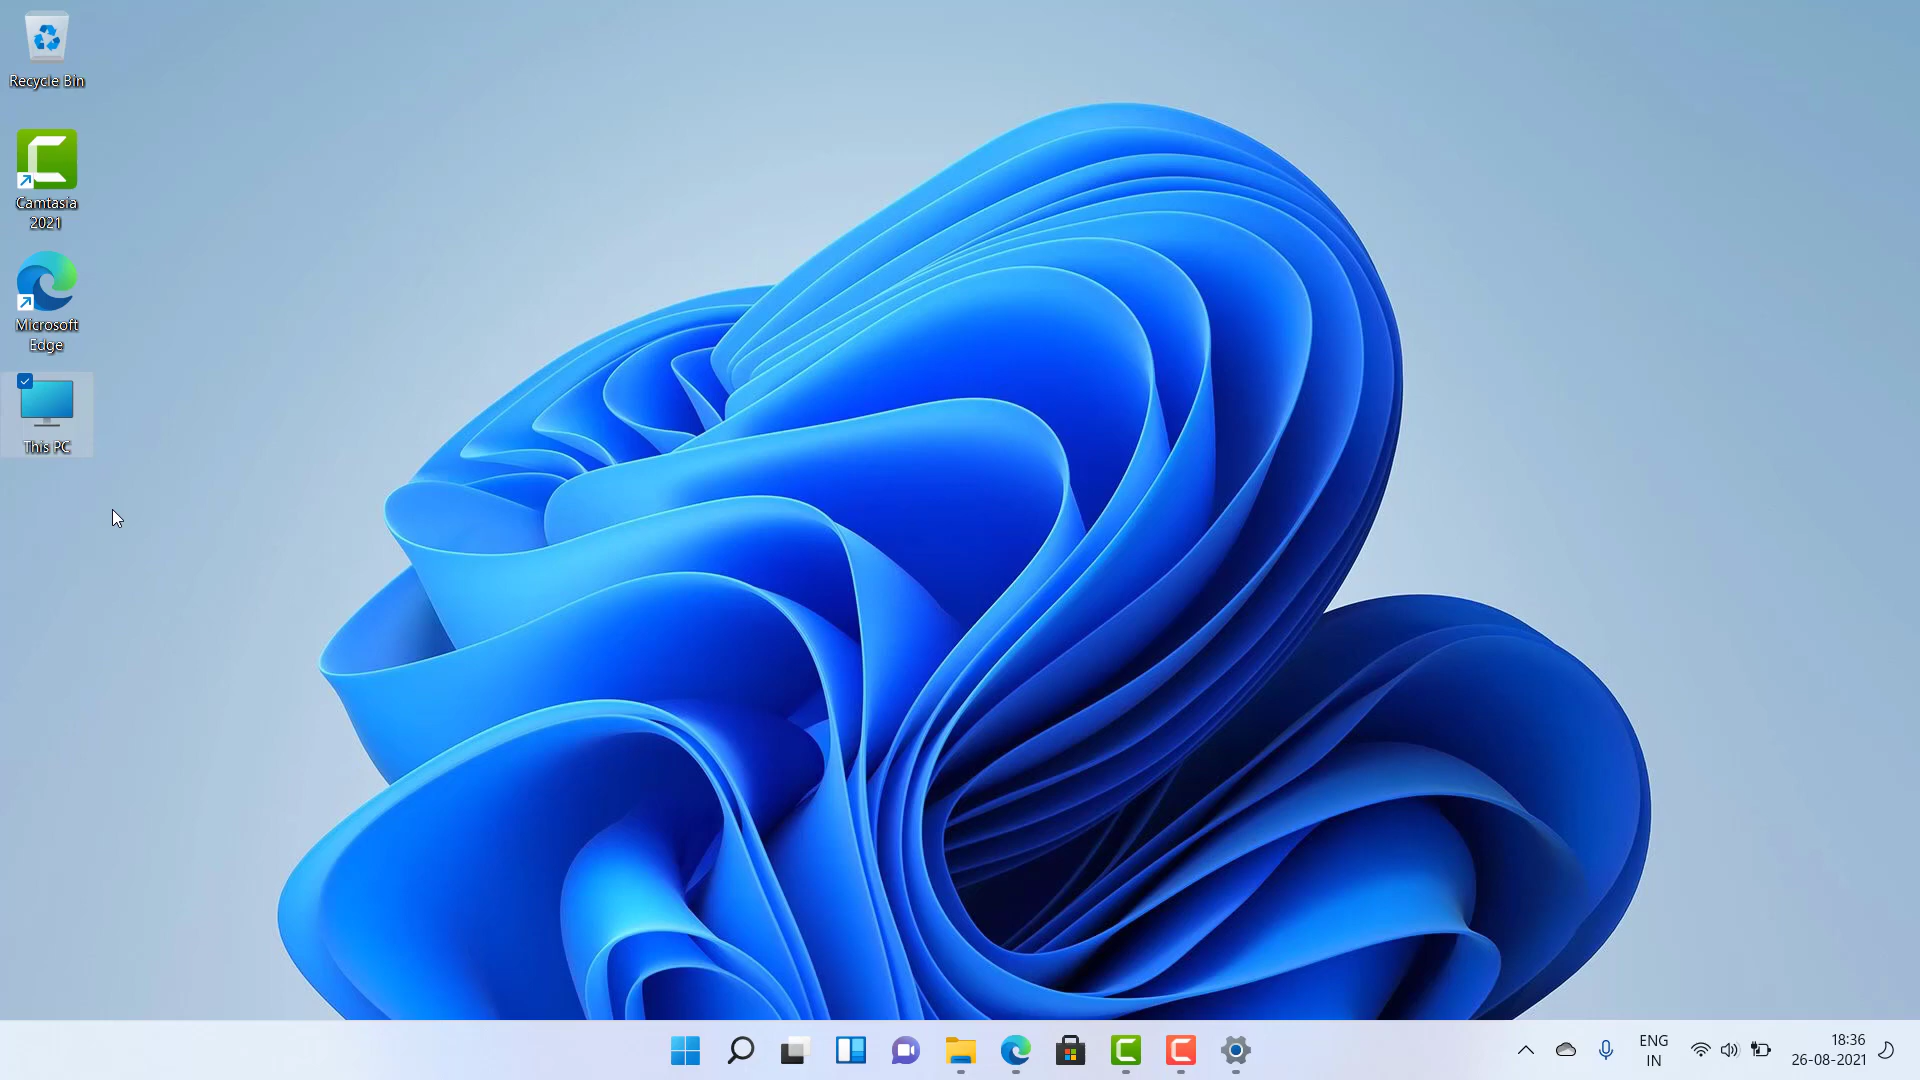 Recycle Bin
Camtasia
2021
Microsoft
Edge
This PC
ENG
IN
18:36
26-08-2021